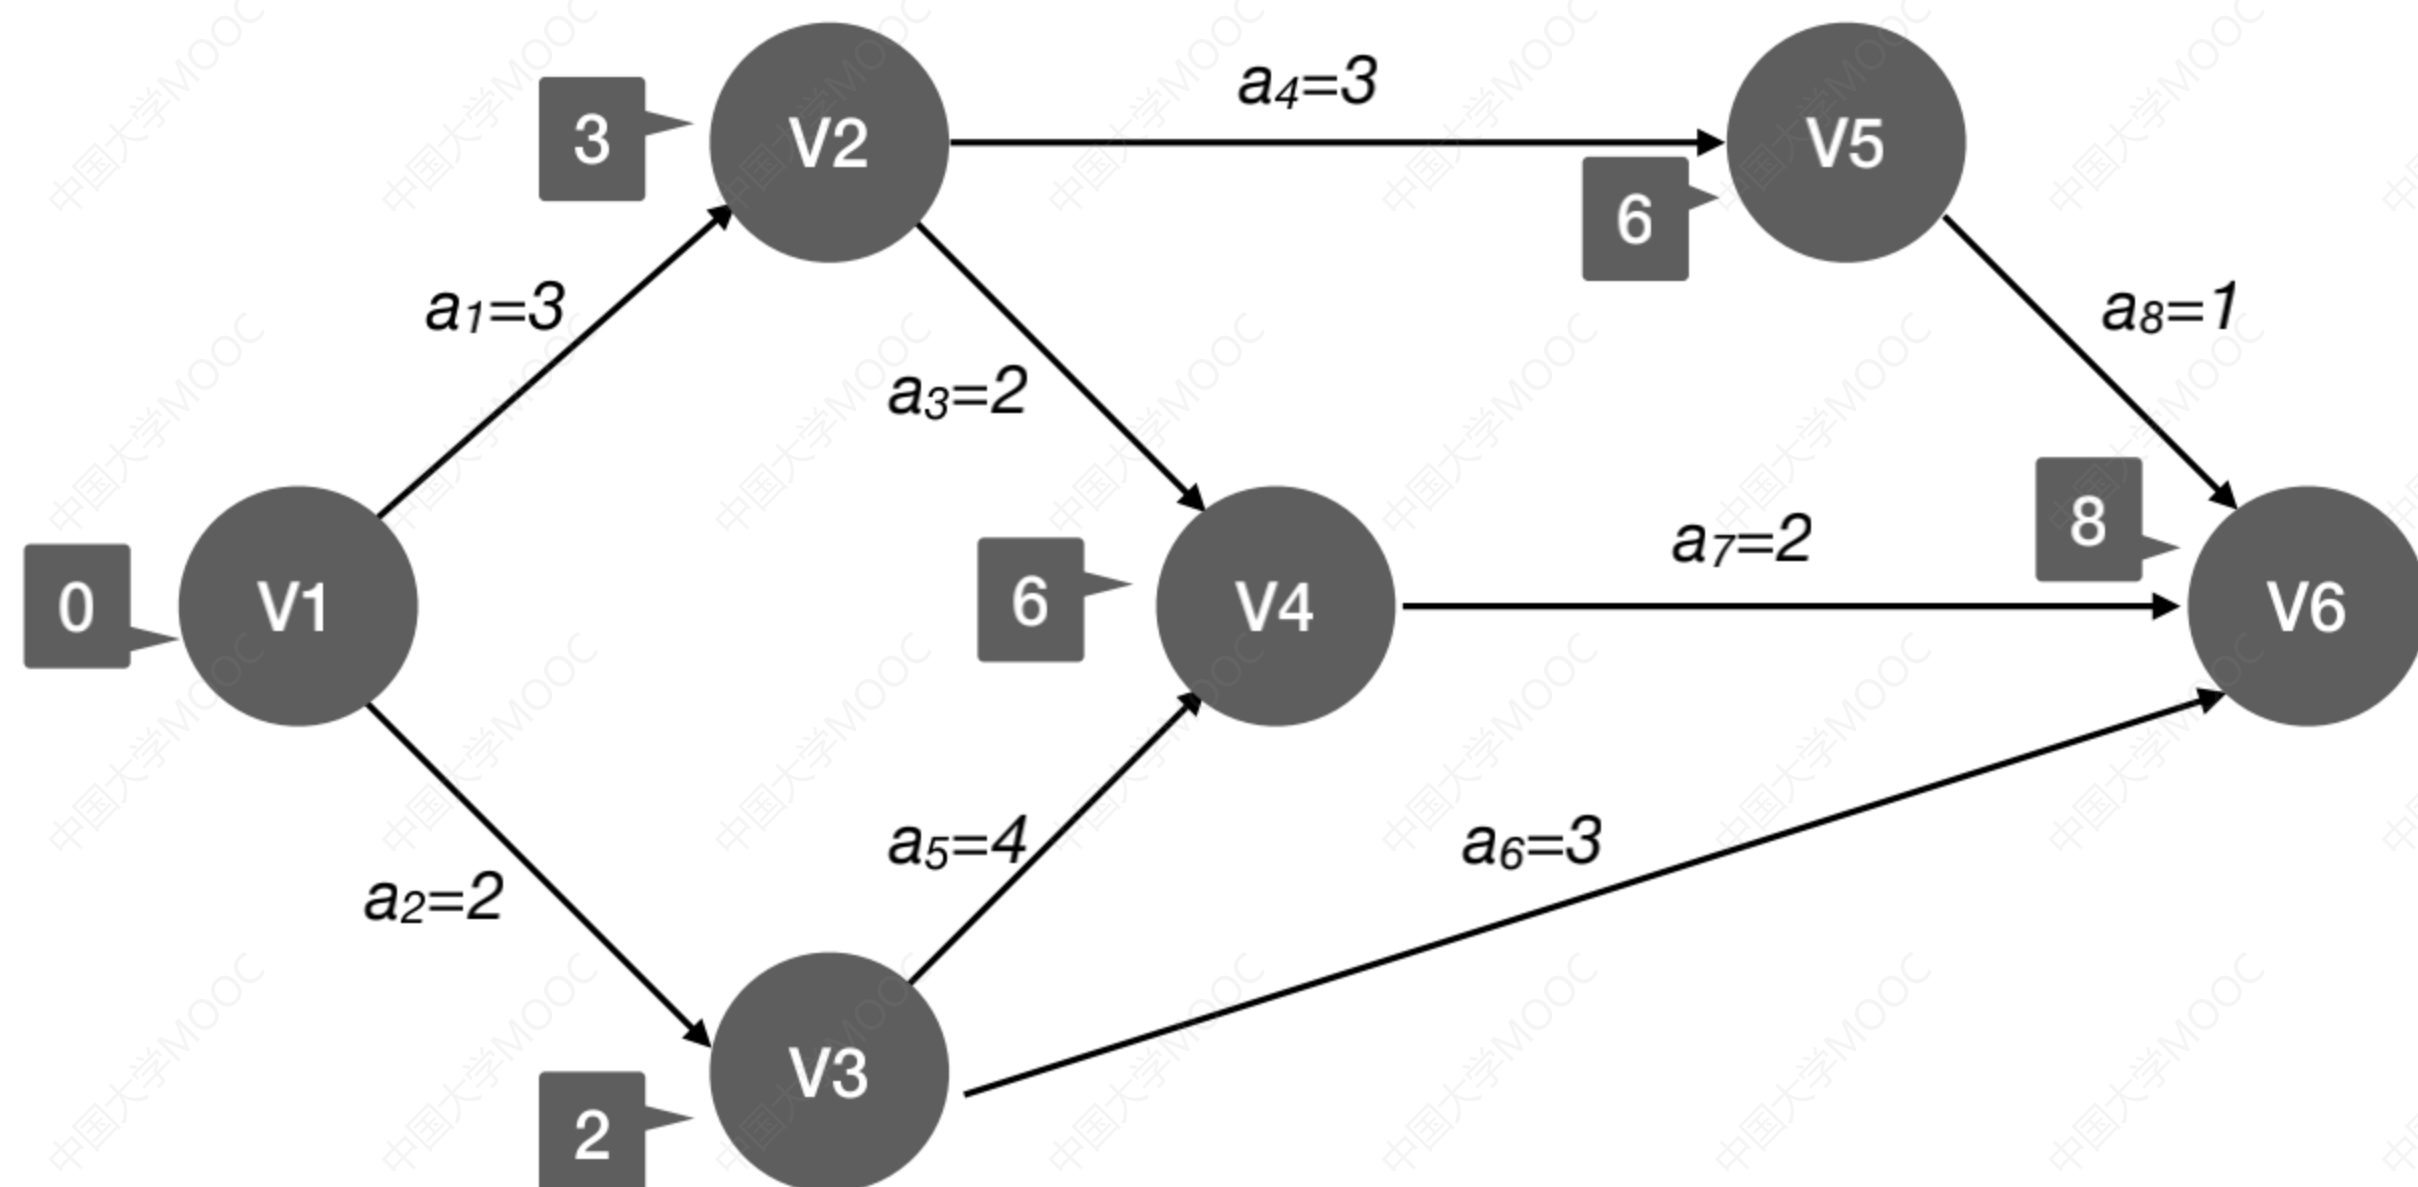 3
V2
a4=3
V5
6
a1=3
a8=1
a3=2
0
V1
6
V4
a7=2
8
V6
a5=4
a6=3
a2=2
V3
2
中国大学MOOC